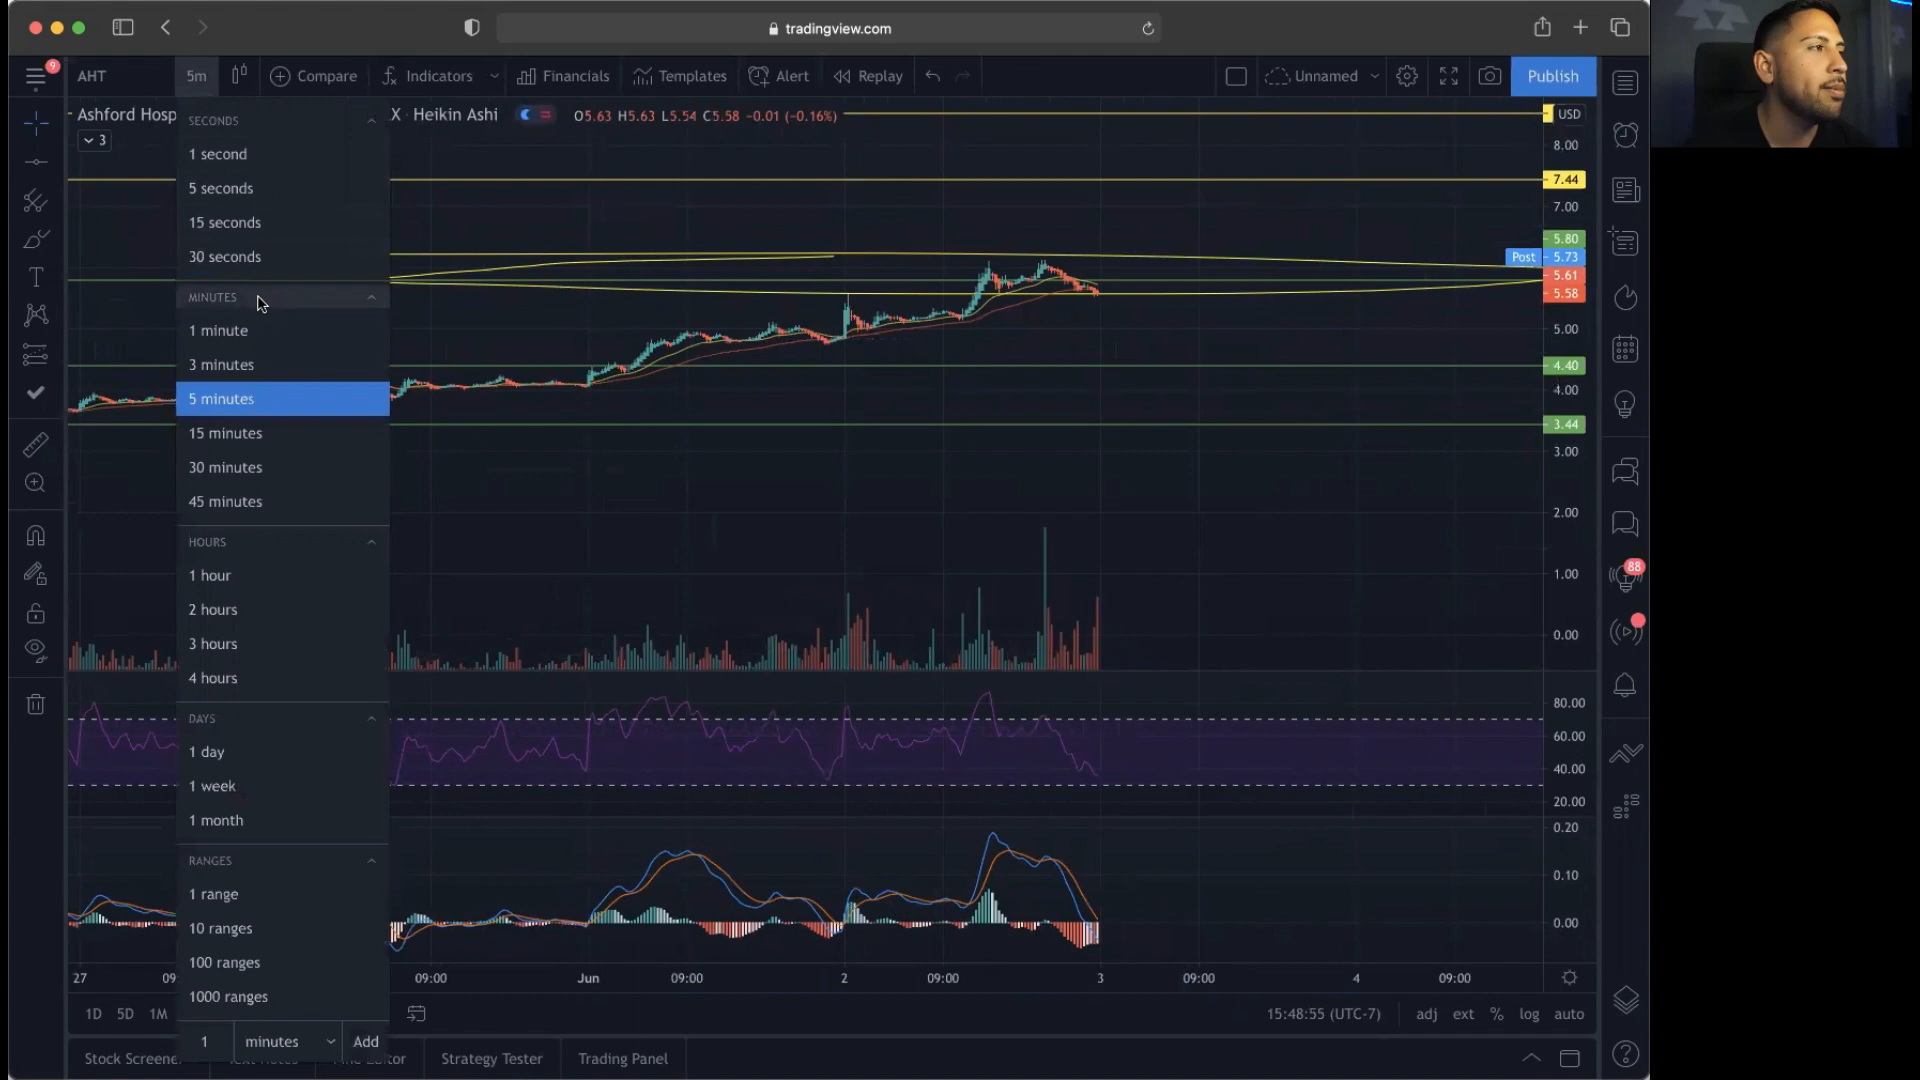 tradingview.com
9
AHT
5m
Compare
Indicators
Financials
Templates
Alert
Replay
Unnamed
Publish
Ashford Hosp
X · Heikin Ashi
O5.63 H5.63 L5.54 C5.58 −0.01 (−0.16%)
3
SECONDS
1 second
5 seconds
15 seconds
30 seconds
MINUTES
1 minute
3 minutes
5 minutes
15 minutes
30 minutes
45 minutes
HOURS
1 hour
2 hours
3 hours
4 hours
DAYS
1 day
1 week
1 month
RANGES
1 range
10 ranges
100 ranges
1000 ranges
1 minutes Add
USD
8.00
7.44
7.00
5.80
Post 5.73
5.61
5.58
5.00
4.40
4.00
3.44
3.00
2.00
1.00
0.00
80.00
60.00
40.00
20.00
0.20
0.10
0.00
88
27
09:00
Jun
09:00
2
09:00
3
09:00
4
09:00
1D 5D 1M
15:48:55 (UTC-7)
adj ext % log auto
Stock Screener
Strategy Tester
Trading Panel